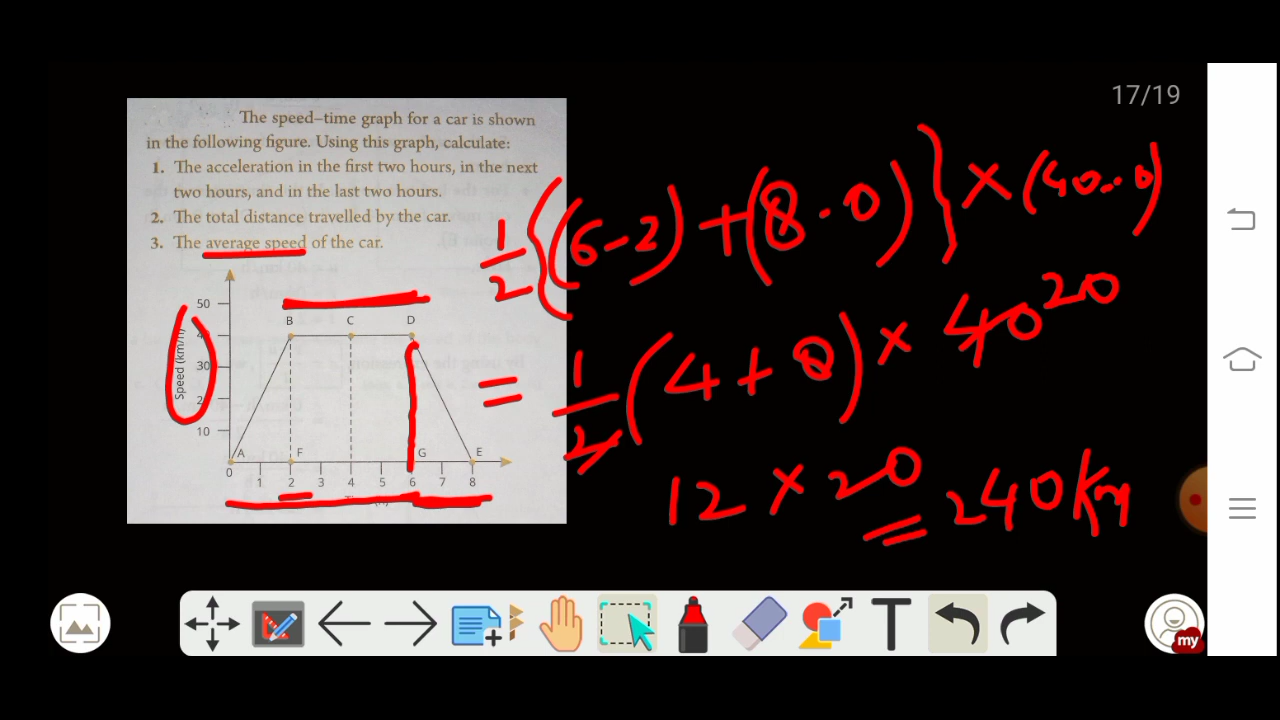 17/19
The speed–time graph for a car is shown
in the following figure. Using this graph, calculate:
1. The acceleration in the first two hours, in the next
two hours, and in the last two hours.
2. The total distance travelled by the car.
3. The average speed of the car.
50
30
2
10
Speed (km/h)
B C D
A F G E
0 1 2 3 4 5 6 7 8
1/2 {(6-2) + (8-0)} × (40-0)
= 1/2 (4 + 8) × 40 20
12 × 20 = 240 Km
T
my